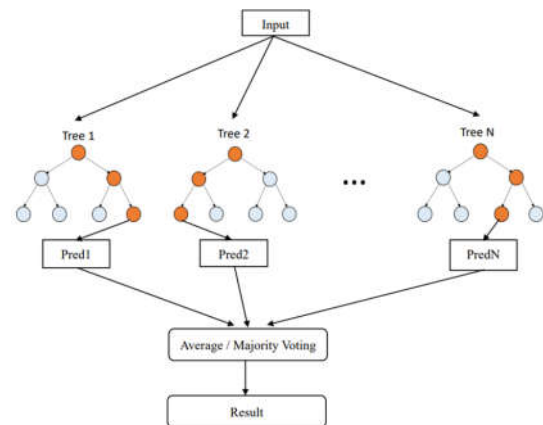 Input
Tree 1
Tree 2
Tree N
...
Pred1
Pred2
PredN
Average / Majority Voting
Result